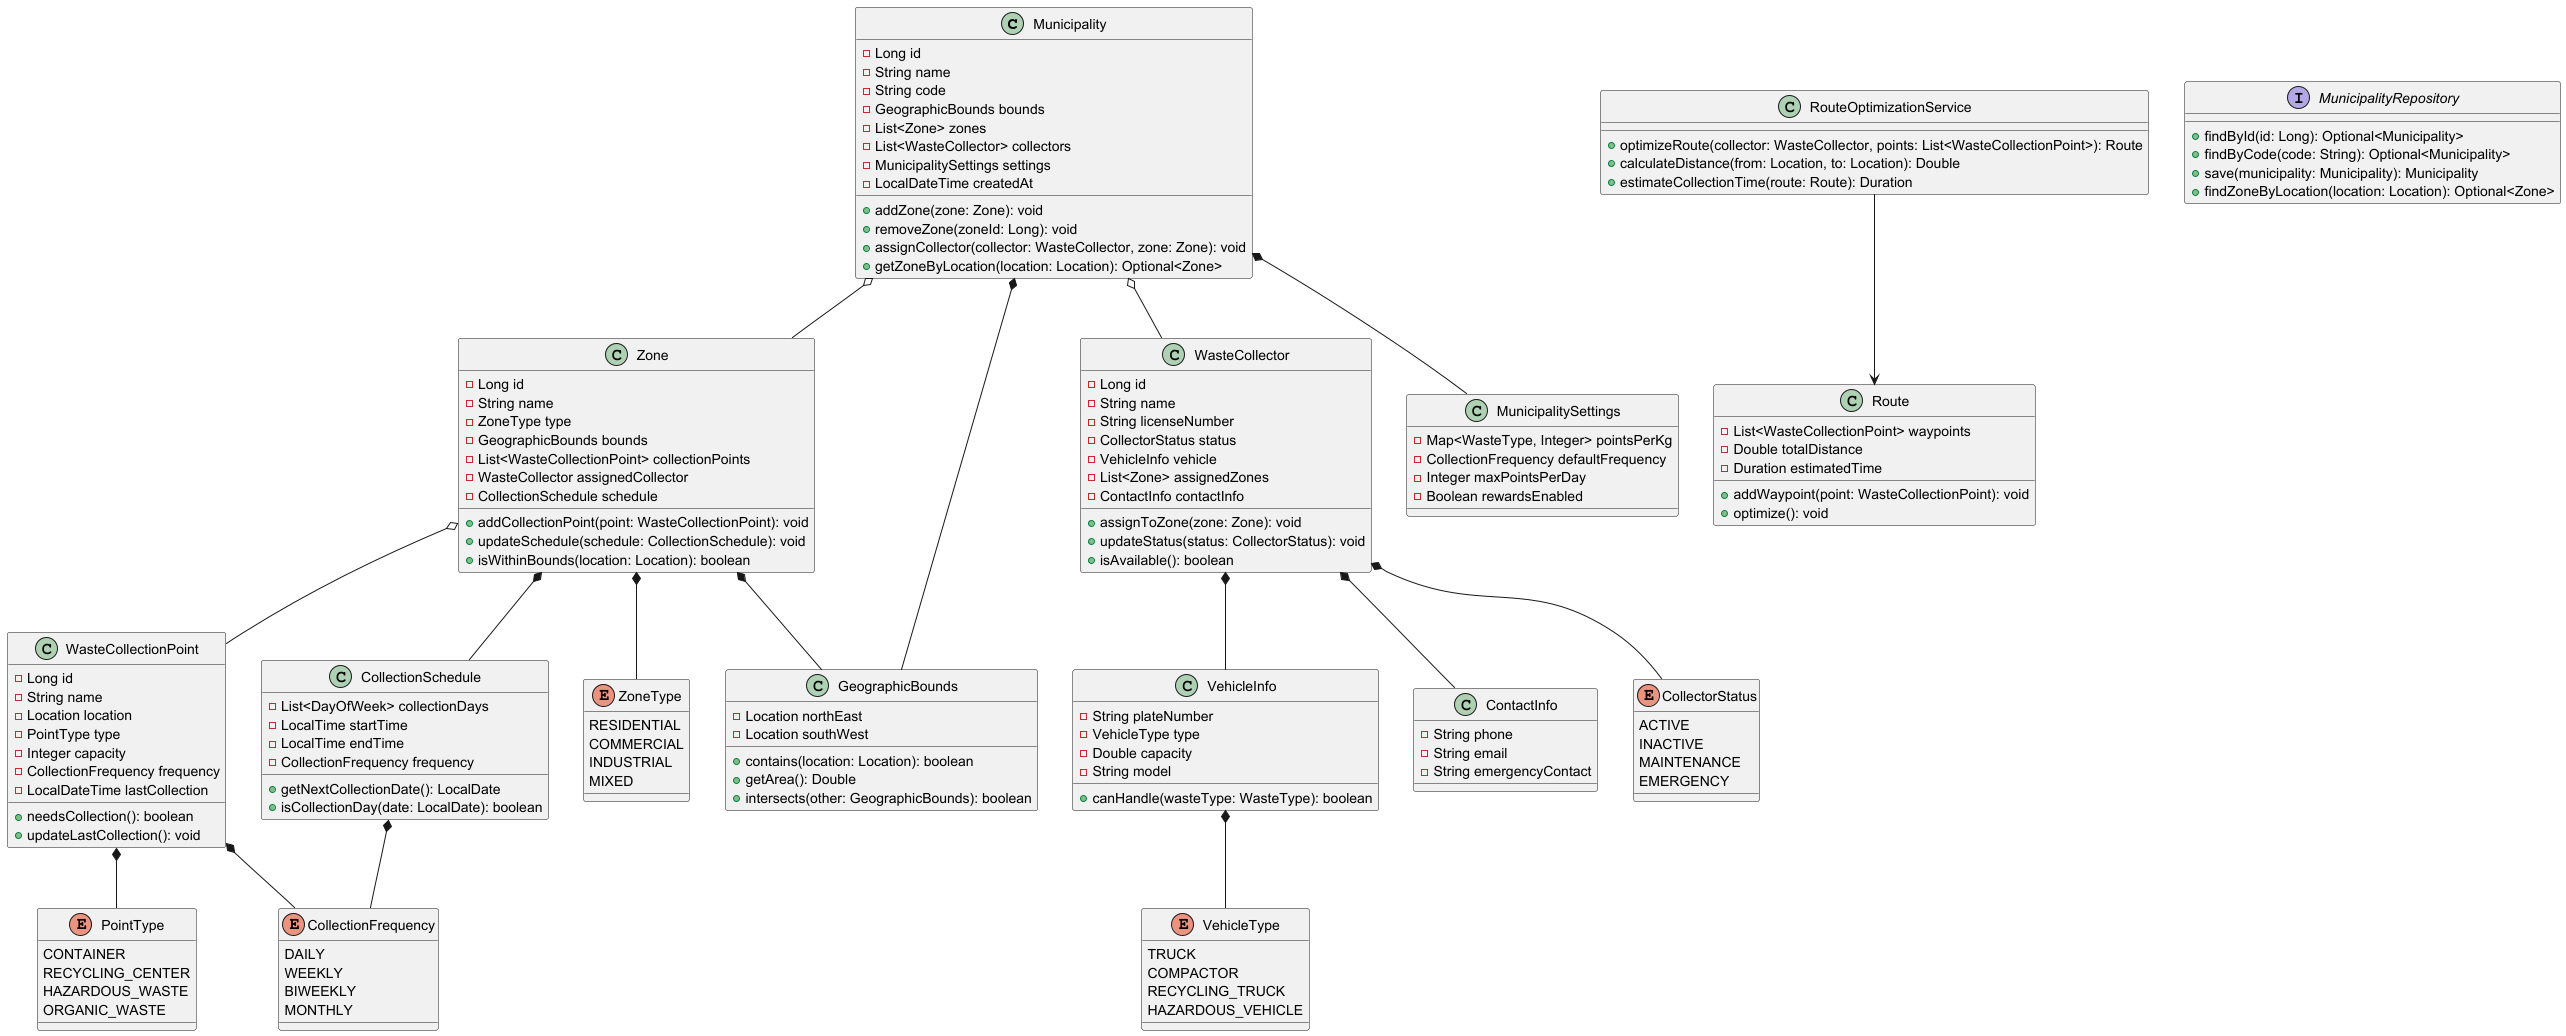 C Municipality
Long id
String name
String code
GeographicBounds bounds
List<Zone> zones
List<WasteCollector> collectors
MunicipalitySettings settings
LocalDateTime createdAt
addZone(zone: Zone): void
removeZone(zoneId: Long): void
assignCollector(collector: WasteCollector, zone: Zone): void
getZoneByLocation(location: Location): Optional<Zone>
C RouteOptimizationService
optimizeRoute(collector: WasteCollector, points: List<WasteCollectionPoint>): Route
calculateDistance(from: Location, to: Location): Double
estimateCollectionTime(route: Route): Duration
I MunicipalityRepository
findById(id: Long): Optional<Municipality>
findByCode(code: String): Optional<Municipality>
save(municipality: Municipality): Municipality
findZoneByLocation(location: Location): Optional<Zone>
C Zone
Long id
String name
ZoneType type
GeographicBounds bounds
List<WasteCollectionPoint> collectionPoints
WasteCollector assignedCollector
CollectionSchedule schedule
addCollectionPoint(point: WasteCollectionPoint): void
updateSchedule(schedule: CollectionSchedule): void
isWithinBounds(location: Location): boolean
C WasteCollector
Long id
String name
String licenseNumber
CollectorStatus status
VehicleInfo vehicle
List<Zone> assignedZones
ContactInfo contactInfo
assignToZone(zone: Zone): void
updateStatus(status: CollectorStatus): void
isAvailable(): boolean
C MunicipalitySettings
Map<WasteType, Integer> pointsPerKg
CollectionFrequency defaultFrequency
Integer maxPointsPerDay
Boolean rewardsEnabled
C Route
List<WasteCollectionPoint> waypoints
Double totalDistance
Duration estimatedTime
addWaypoint(point: WasteCollectionPoint): void
optimize(): void
C WasteCollectionPoint
Long id
String name
Location location
PointType type
Integer capacity
CollectionFrequency frequency
LocalDateTime lastCollection
needsCollection(): boolean
updateLastCollection(): void
C CollectionSchedule
List<DayOfWeek> collectionDays
LocalTime startTime
LocalTime endTime
CollectionFrequency frequency
getNextCollectionDate(): LocalDate
isCollectionDay(date: LocalDate): boolean
E ZoneType
RESIDENTIAL
COMMERCIAL
INDUSTRIAL
MIXED
C GeographicBounds
Location northEast
Location southWest
contains(location: Location): boolean
getArea(): Double
intersects(other: GeographicBounds): boolean
C VehicleInfo
String plateNumber
VehicleType type
Double capacity
String model
canHandle(wasteType: WasteType): boolean
C ContactInfo
String phone
String email
String emergencyContact
E CollectorStatus
ACTIVE
INACTIVE
MAINTENANCE
EMERGENCY
E PointType
CONTAINER
RECYCLING_CENTER
HAZARDOUS_WASTE
ORGANIC_WASTE
E CollectionFrequency
DAILY
WEEKLY
BIWEEKLY
MONTHLY
E VehicleType
TRUCK
COMPACTOR
RECYCLING_TRUCK
HAZARDOUS_VEHICLE